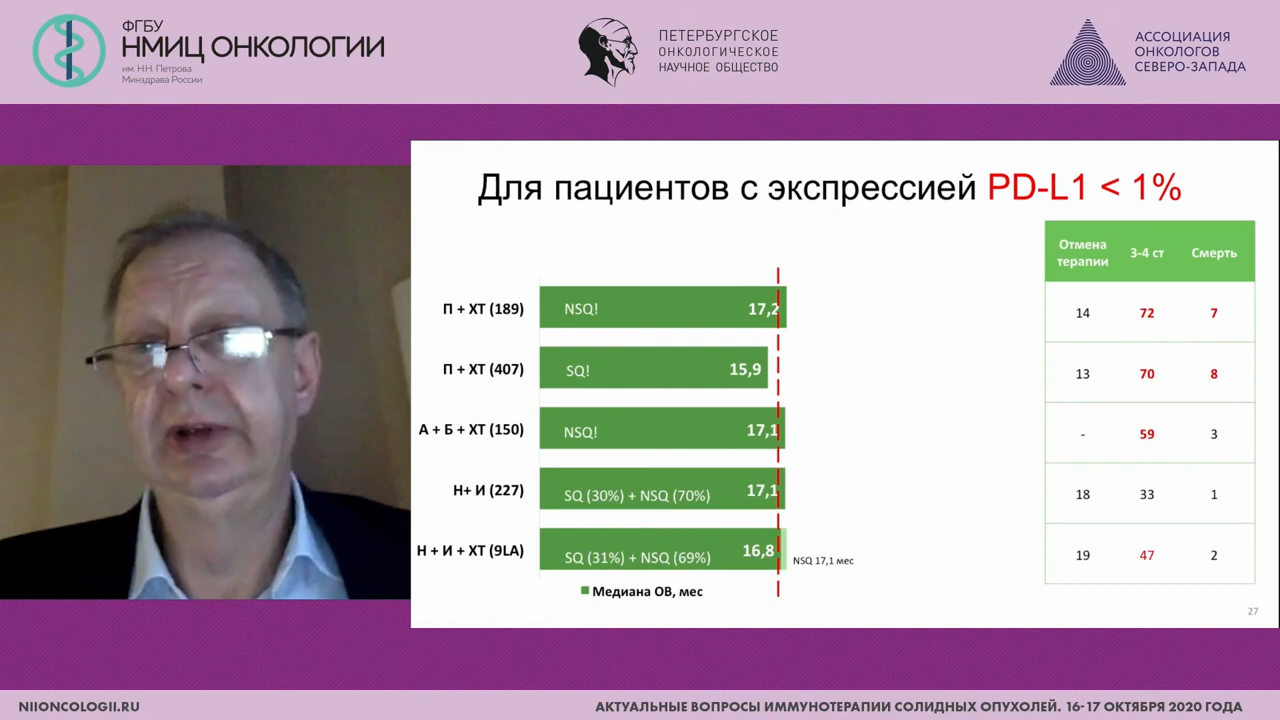 ФГБУ
НМИЦ ОНКОЛОГИИ
им. Н.Н. Петрова
Минздрава России
ПЕТЕРБУРГСКОЕ
ОНКОЛОГИЧЕСКОЕ
НАУЧНОЕ ОБЩЕСТВО
АССОЦИАЦИЯ
ОНКОЛОГОВ
СЕВЕРО-ЗАПАДА
Для пациентов с экспрессией PD-L1 < 1%
Отмена терапии 3-4 ст Смерть
П + ХТ (189) NSQ! 17,2 14 72 7
П + ХТ (407) SQ! 15,9 13 70 8
А + Б + ХТ (150) NSQ! 17,1 - 59 3
Н+ И (227) SQ (30%) + NSQ (70%) 17,1 18 33 1
Н + И + ХТ (9LA) SQ (31%) + NSQ (69%) 16,8 NSQ 17,1 мес 19 47 2
Медиана ОВ, мес
27
NIIONCOLOGII.RU
АКТУАЛЬНЫЕ ВОПРОСЫ ИММУНОТЕРАПИИ СОЛИДНЫХ ОПУХОЛЕЙ. 16-17 ОКТЯБРЯ 2020 ГОДА